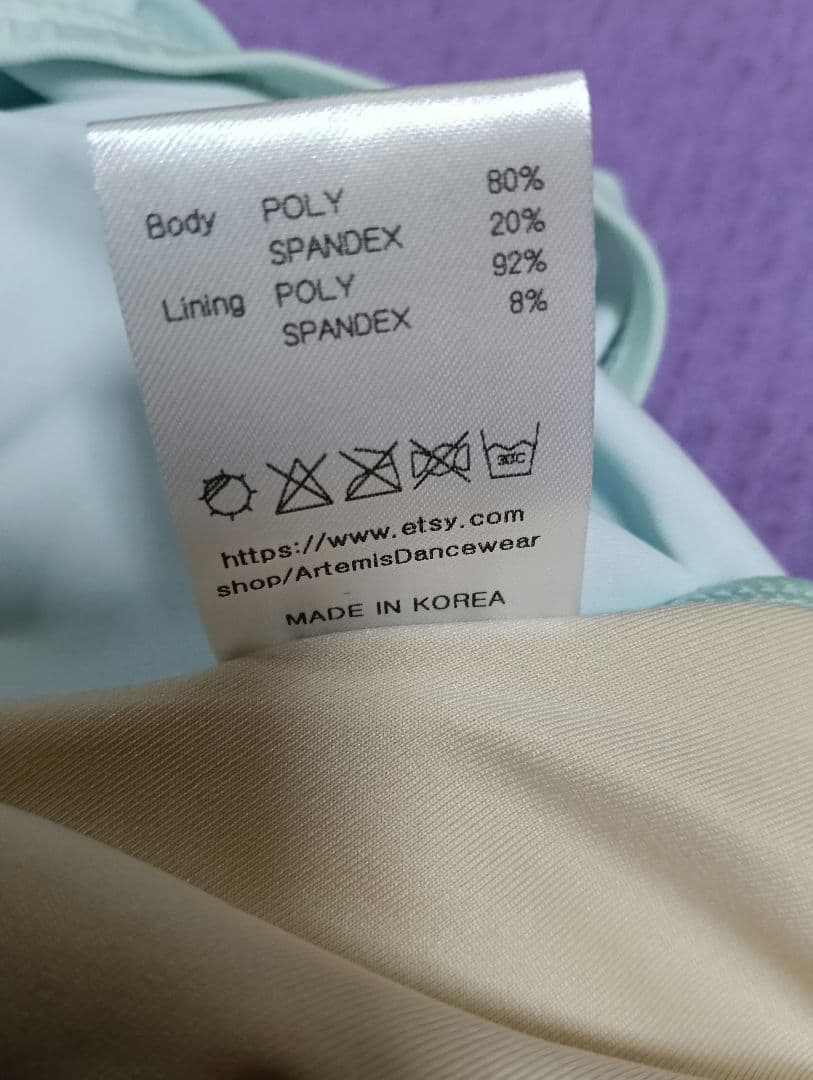 Body POLY 80%
SPANDEX 20%
Lining POLY 92%
SPANDEX 8%
30°C
https://www.etsy.com
shop/ArtemisDancewear
MADE IN KOREA